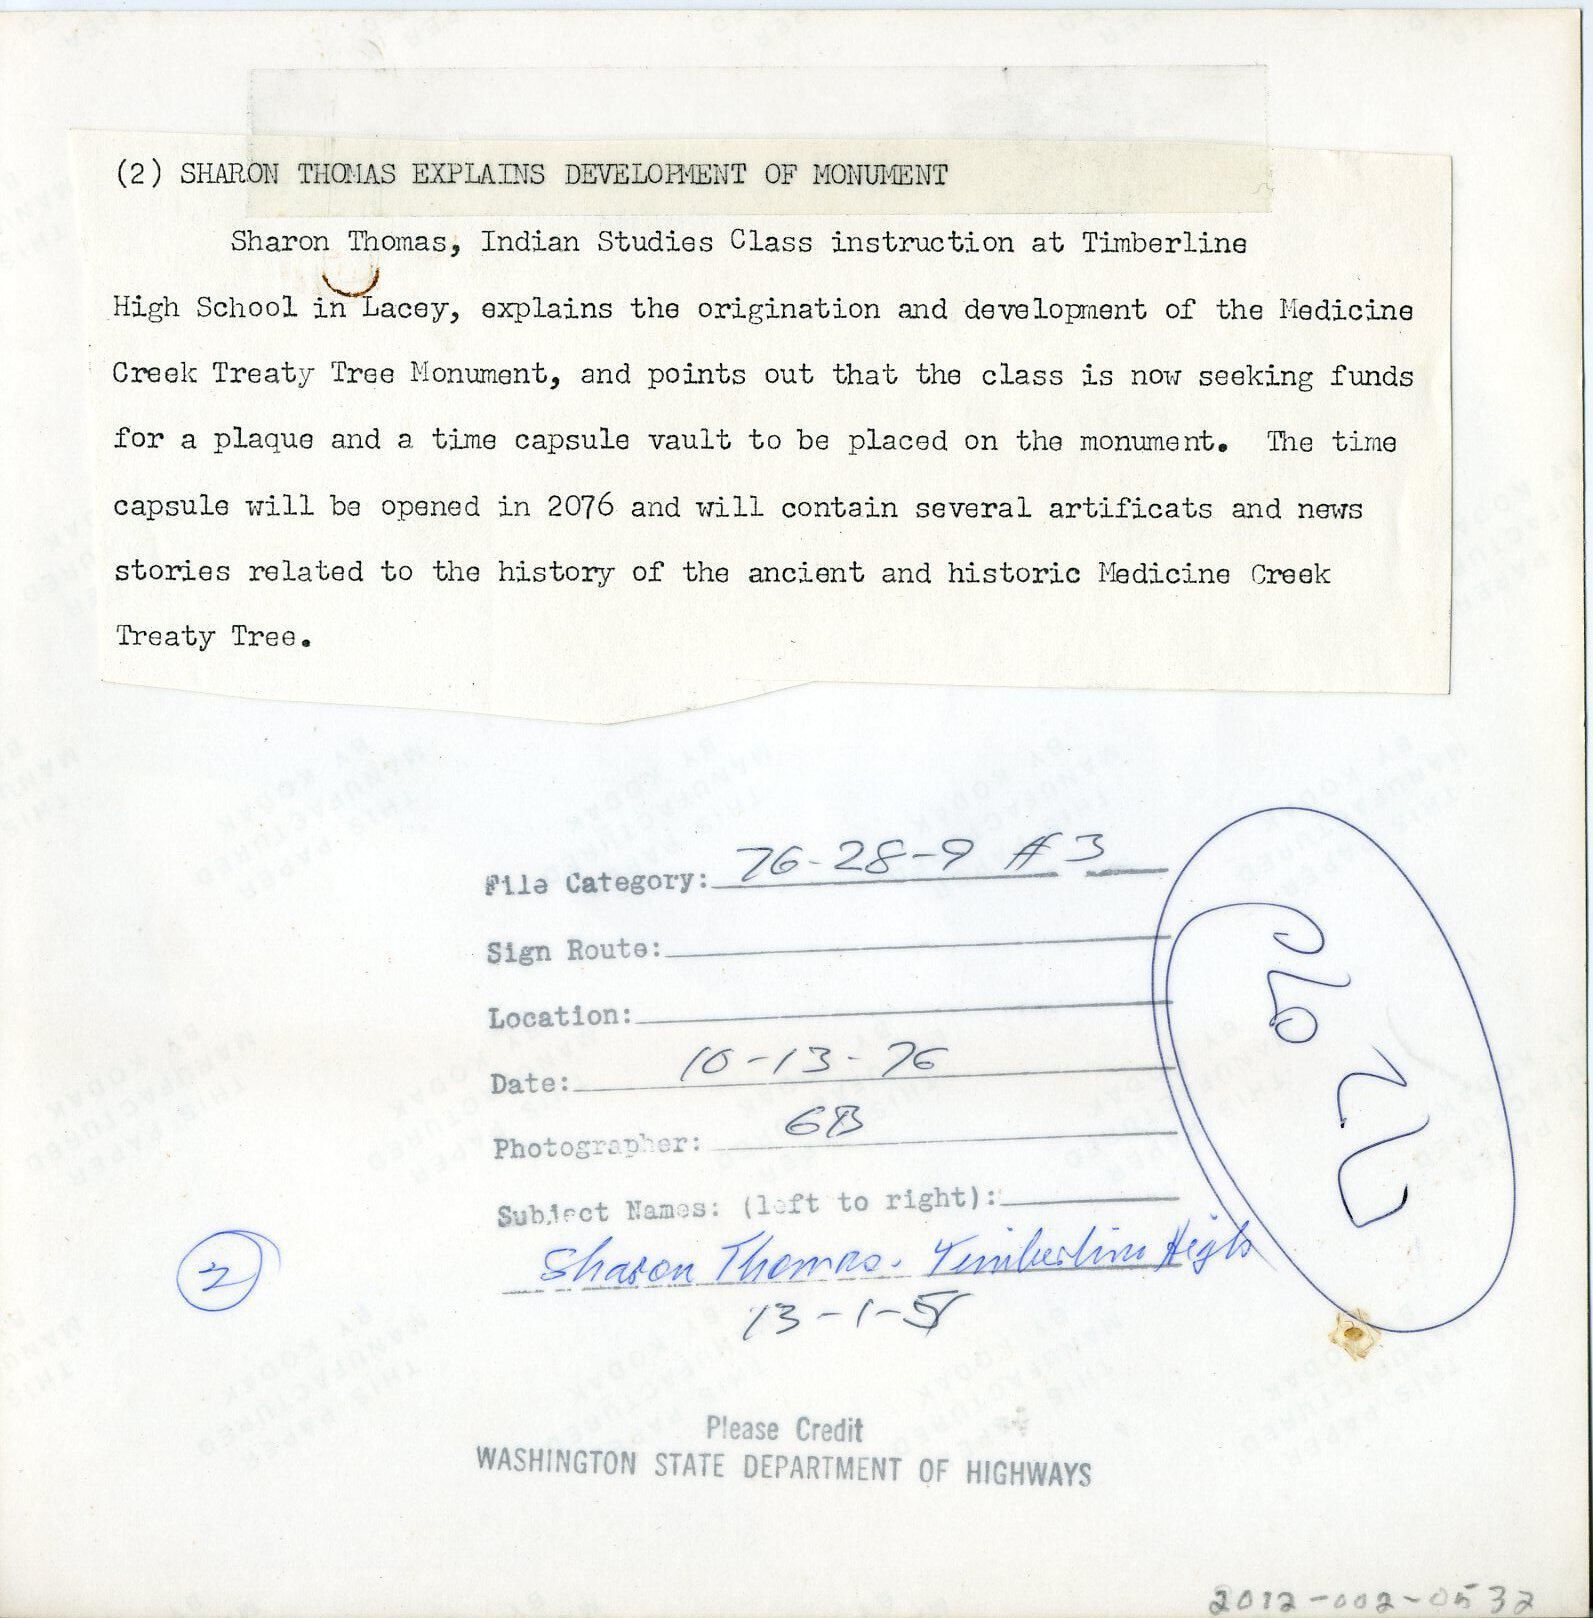 (2) SHARON THOMAS EXPLAINS DEVELOPMENT OF MONUMENT
Sharon Thomas, Indian Studies Class instruction at Timberline
High School in Lacey, explains the origination and development of the Medicine
Creek Treaty Tree Monument, and points out that the class is now seeking funds
for a plaque and a time capsule vault to be placed on the monument. The time
capsule will be opened in 2076 and will contain several artificats and news
stories related to the history of the ancient and historic Medicine Creek
Treaty Tree.
File Category: 76-28-9 #3
Sign Route:
Location:
Date: 10-13-76
Photographer: GB
Subject Names: (left to right):
Sharon Thomas. Timberline High
13-1-5
2
Please Credit
WASHINGTON STATE DEPARTMENT OF HIGHWAYS
2012-002-0532
THIS PAPER
MANUFACTURED
BY KODAK